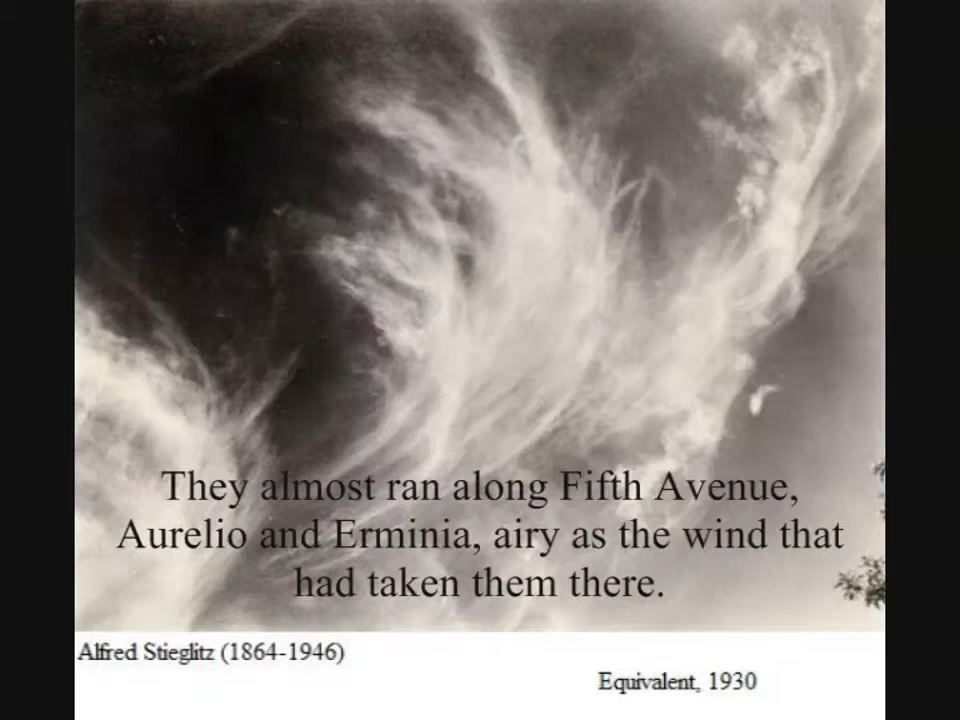 They almost ran along Fifth Avenue,
Aurelio and Erminia, airy as the wind that
had taken them there.
Alfred Stieglitz (1864-1946)
Equivalent, 1930